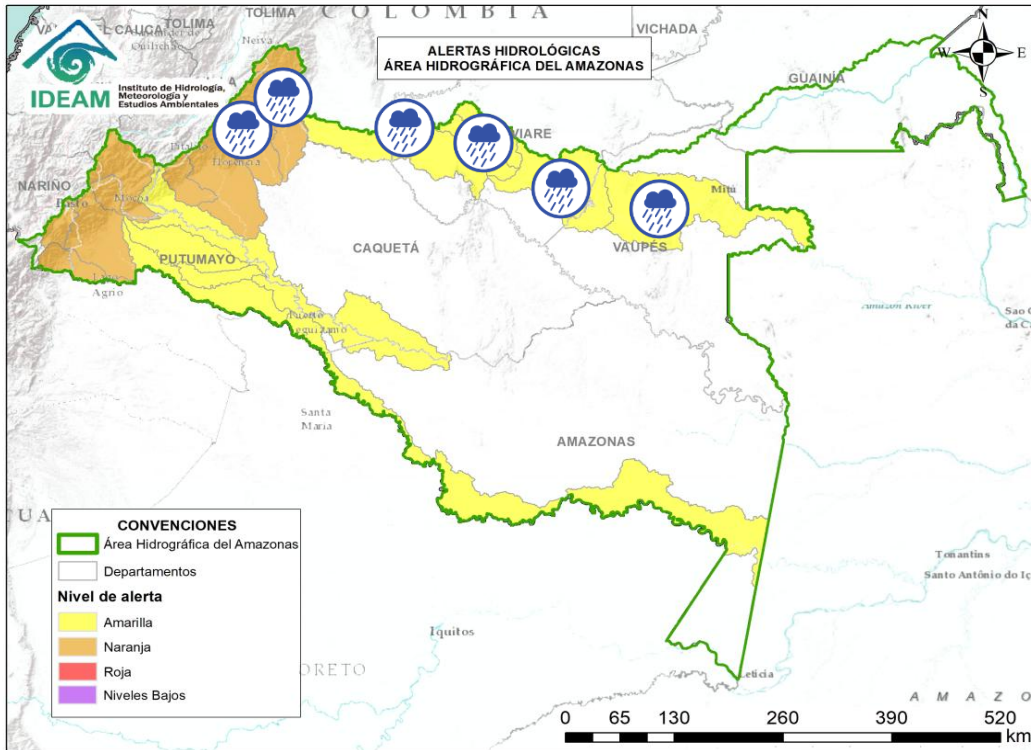 COLOMBIA
TOLIMA
TOLIMA
CAUCA
Quilichao
Neiva
VICHADA
N
W
E
S
ALERTAS HIDROLÓGICAS
ÁREA HIDROGRÁFICA DEL AMAZONAS
GUAINÍA
IDEAM
Instituto de Hidrología,
Meteorología y
Estudios Ambientales
Florencia
NARIÑO
Mocoa
Mitú
CAQUETÁ
VAUPÉS
PUTUMAYO
Agrio
Amazon River
Santa
María
AMAZONAS
CONVENCIONES
Área Hidrográfica del Amazonas
Departamentos
Nivel de alerta
Amarilla
Naranja
Roja
Niveles Bajos
Tonantins
Santo Antônio do Iç
Iquitos
ORETO
Leticia
AMAZO
0 65 130 260 390 520
km